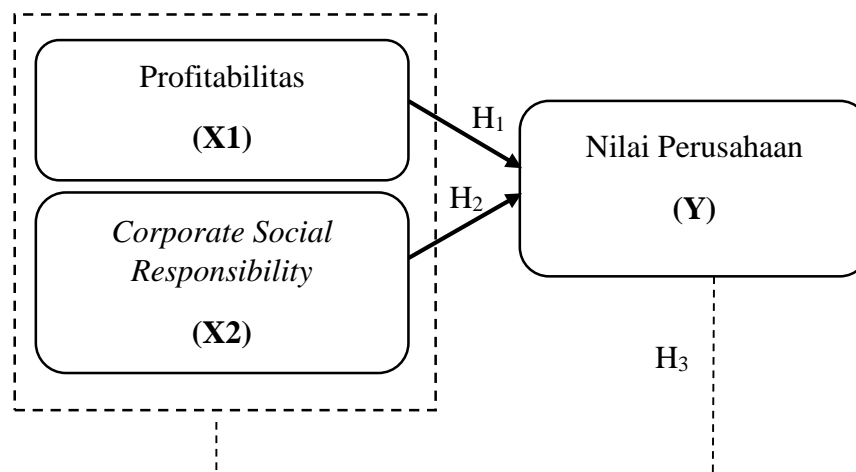 Profitabilitas
(X1)
Corporate Social
Responsibility
(X2)
H₁
H₂
Nilai Perusahaan
(Y)
H₃